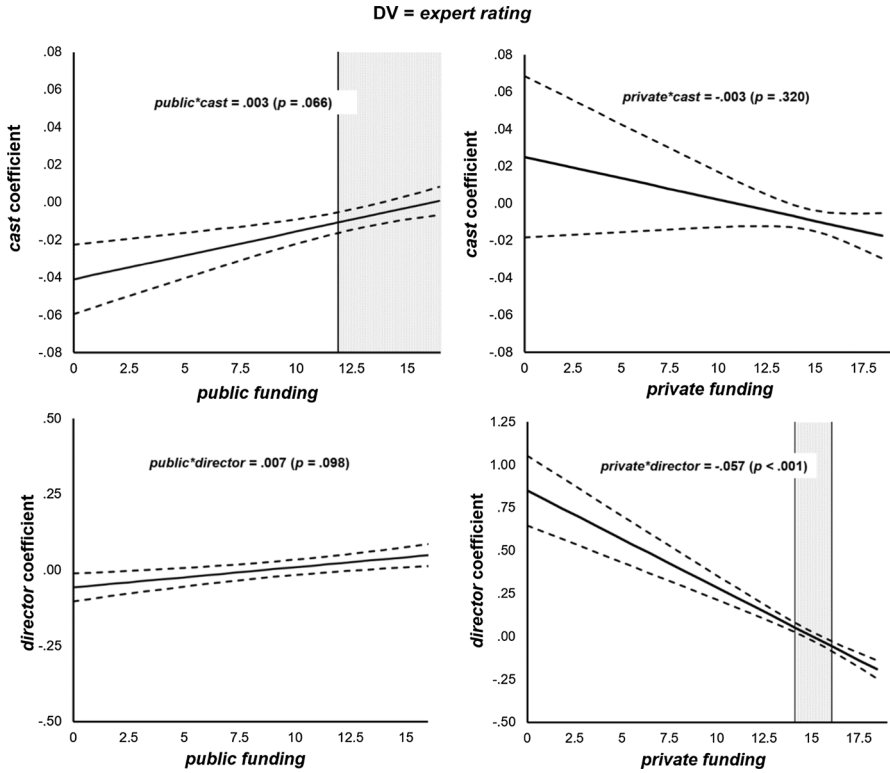 DV = expert rating
.08
.06
.04
.02
.00
-.02
-.04
-.06
-.08
cast coefficient
public*cast = .003 (p = .066)
0 2.5 5 7.5 10 12.5 15
public funding
.08
.06
.04
.02
.00
-.02
-.04
-.06
-.08
cast coefficient
private*cast = -.003 (p = .320)
0 2.5 5 7.5 10 12.5 15 17.5
private funding
.50
.25
.00
-.25
-.50
director coefficient
public*director = .007 (p = .098)
0 2.5 5 7.5 10 12.5 15
public funding
1.25
1.00
.75
.50
.25
.00
-.25
-.50
director coefficient
private*director = -.057 (p < .001)
0 2.5 5 7.5 10 12.5 15 17.5
private funding